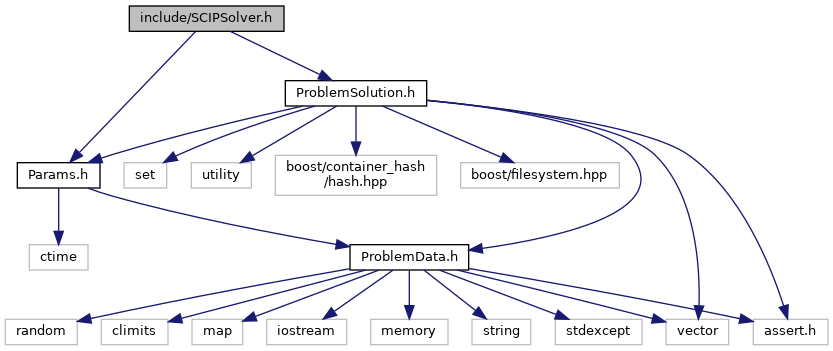 include/SCIPSolver.h
ProblemSolution.h
Params.h
set
utility
boost/container_hash
/hash.hpp
boost/filesystem.hpp
ctime
ProblemData.h
random
climits
map
iostream
memory
string
stdexcept
vector
assert.h